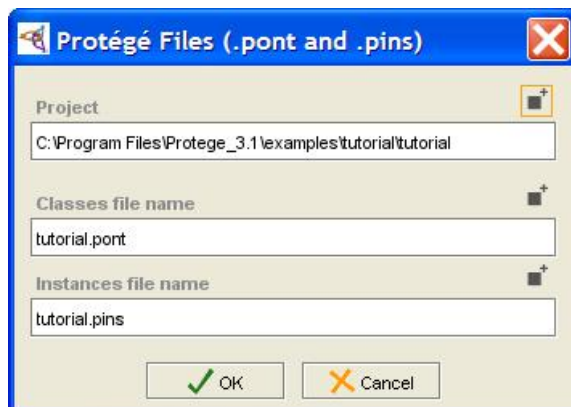 Protégé Files (.pont and .pins)
Project
C:\Program Files\Protege_3.1\examples\tutorial\tutorial
Classes file name
tutorial.pont
Instances file name
tutorial.pins
OK Cancel